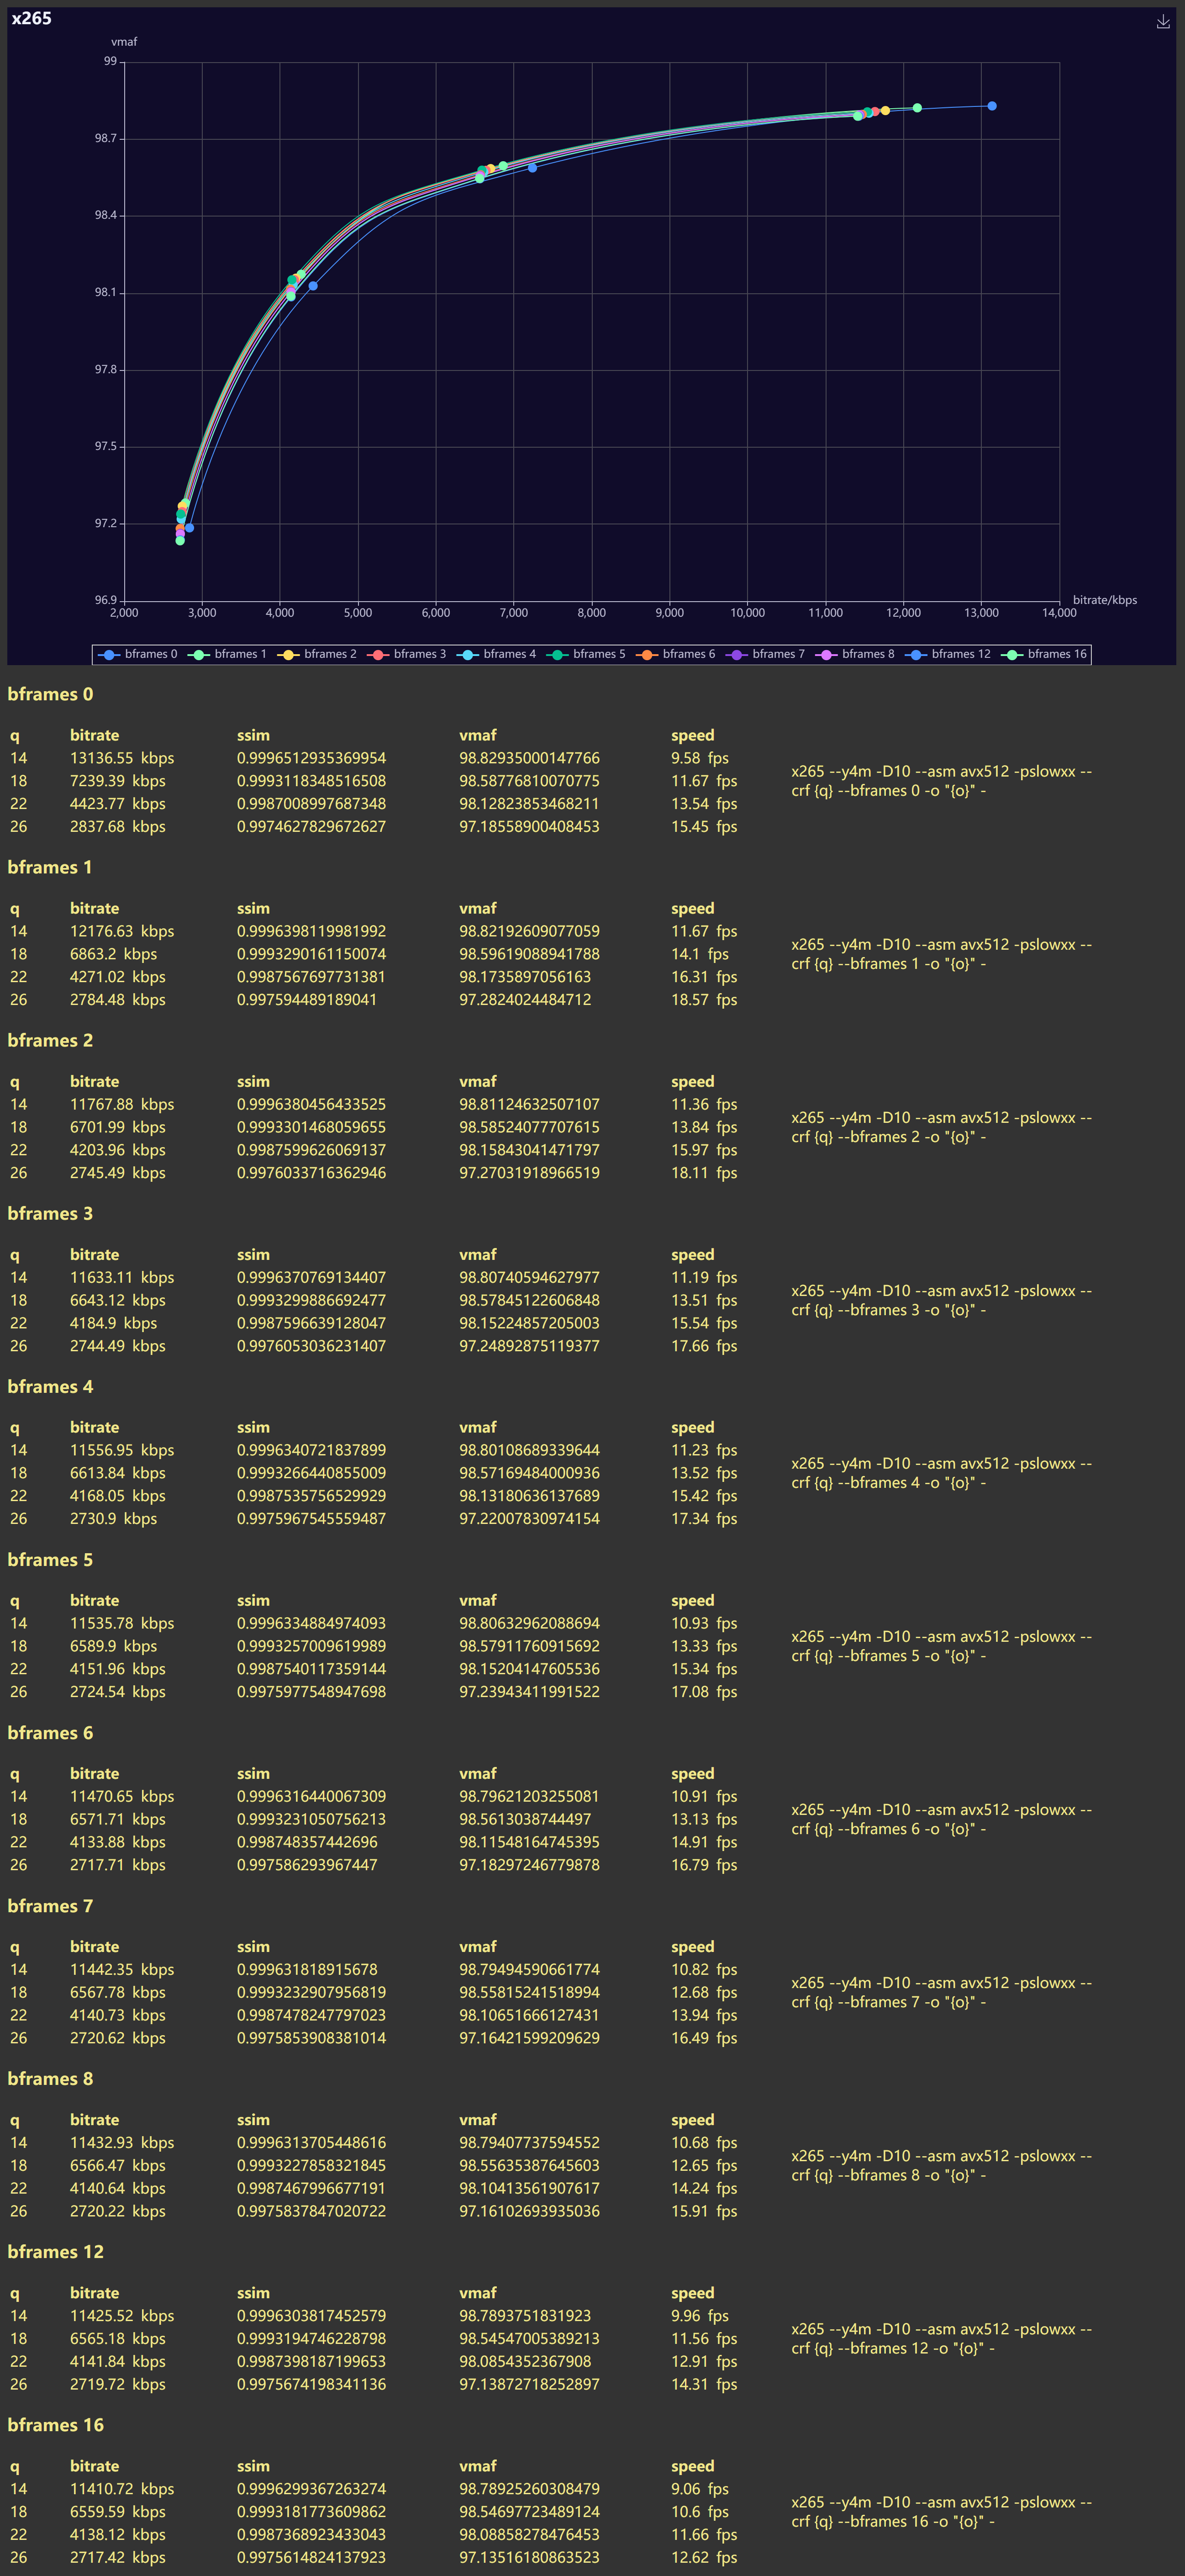 x265
vmaf
99
98.7
98.4
98.1
97.8
97.5
97.2
96.9
2,000 3,000 4,000 5,000 6,000 7,000 8,000 9,000 10,000 11,000 12,000 13,000 14,000
bitrate/kbps
bframes 0 bframes 1 bframes 2 bframes 3 bframes 4 bframes 5 bframes 6 bframes 7 bframes 8 bframes 12 bframes 16
bframes 0
q bitrate ssim vmaf speed
14 13136.55 kbps 0.9996512935369954 98.82935000147766 9.58 fps
18 7239.39 kbps 0.9993118348516508 98.58776810070775 11.67 fps
22 4423.77 kbps 0.9987008997687348 98.12823853468211 13.54 fps
26 2837.68 kbps 0.9974627829672627 97.18558900408453 15.45 fps
x265 --y4m -D10 --asm avx512 -pslowxx --
crf {q} --bframes 0 -o "{o}" -
bframes 1
q bitrate ssim vmaf speed
14 12176.63 kbps 0.9996398119981992 98.82192609077059 11.67 fps
18 6863.2 kbps 0.9993290161150074 98.59619088941788 14.1 fps
22 4271.02 kbps 0.9987567697731381 98.1735897056163 16.31 fps
26 2784.48 kbps 0.997594489189041 97.2824024484712 18.57 fps
x265 --y4m -D10 --asm avx512 -pslowxx --
crf {q} --bframes 1 -o "{o}" -
bframes 2
q bitrate ssim vmaf speed
14 11767.88 kbps 0.9996380456433525 98.81124632507107 11.36 fps
18 6701.99 kbps 0.9993301468059655 98.58524077707615 13.84 fps
22 4203.96 kbps 0.9987599626069137 98.15843041471797 15.97 fps
26 2745.49 kbps 0.9976033716362946 97.27031918966519 18.11 fps
x265 --y4m -D10 --asm avx512 -pslowxx --
crf {q} --bframes 2 -o "{o}" -
bframes 3
q bitrate ssim vmaf speed
14 11633.11 kbps 0.9996370769134407 98.80740594627977 11.19 fps
18 6643.12 kbps 0.9993299886692477 98.57845122606848 13.51 fps
22 4184.9 kbps 0.9987596639128047 98.15224857205003 15.54 fps
26 2744.49 kbps 0.9976053036231407 97.24892875119377 17.66 fps
x265 --y4m -D10 --asm avx512 -pslowxx --
crf {q} --bframes 3 -o "{o}" -
bframes 4
q bitrate ssim vmaf speed
14 11556.95 kbps 0.9996340721837899 98.80108689339644 11.23 fps
18 6613.84 kbps 0.9993266440855009 98.57169484000936 13.52 fps
22 4168.05 kbps 0.9987535756529929 98.13180636137689 15.42 fps
26 2730.9 kbps 0.9975967545559487 97.22007830974154 17.34 fps
x265 --y4m -D10 --asm avx512 -pslowxx --
crf {q} --bframes 4 -o "{o}" -
bframes 5
q bitrate ssim vmaf speed
14 11535.78 kbps 0.9996334884974093 98.80632962088694 10.93 fps
18 6589.9 kbps 0.9993257009619989 98.57911760915692 13.33 fps
22 4151.96 kbps 0.9987540117359144 98.15204147605536 15.34 fps
26 2724.54 kbps 0.9975977548947698 97.23943411991522 17.08 fps
x265 --y4m -D10 --asm avx512 -pslowxx --
crf {q} --bframes 5 -o "{o}" -
bframes 6
q bitrate ssim vmaf speed
14 11470.65 kbps 0.9996316440067309 98.79621203255081 10.91 fps
18 6571.71 kbps 0.9993231050756213 98.5613038744497 13.13 fps
22 4133.88 kbps 0.998748357442696 98.11548164745395 14.91 fps
26 2717.71 kbps 0.997586293967447 97.18297246779878 16.79 fps
x265 --y4m -D10 --asm avx512 -pslowxx --
crf {q} --bframes 6 -o "{o}" -
bframes 7
q bitrate ssim vmaf speed
14 11442.35 kbps 0.999631818915678 98.79494590661774 10.82 fps
18 6567.78 kbps 0.9993232907956819 98.55815241518994 12.68 fps
22 4140.73 kbps 0.9987478247797023 98.10651666127431 13.94 fps
26 2720.62 kbps 0.9975853908381014 97.16421599209629 16.49 fps
x265 --y4m -D10 --asm avx512 -pslowxx --
crf {q} --bframes 7 -o "{o}" -
bframes 8
q bitrate ssim vmaf speed
14 11432.93 kbps 0.9996313705448616 98.79407737594552 10.68 fps
18 6566.47 kbps 0.9993227858321845 98.55635387645603 12.65 fps
22 4140.64 kbps 0.9987467996677191 98.10413561907617 14.24 fps
26 2720.22 kbps 0.9975837847020722 97.16102693935036 15.91 fps
x265 --y4m -D10 --asm avx512 -pslowxx --
crf {q} --bframes 8 -o "{o}" -
bframes 12
q bitrate ssim vmaf speed
14 11425.52 kbps 0.9996303817452579 98.7893751831923 9.96 fps
18 6565.18 kbps 0.9993194746228798 98.54547005389213 11.56 fps
22 4141.84 kbps 0.9987398187199653 98.0854352367908 12.91 fps
26 2719.72 kbps 0.9975674198341136 97.13872718252897 14.31 fps
x265 --y4m -D10 --asm avx512 -pslowxx --
crf {q} --bframes 12 -o "{o}" -
bframes 16
q bitrate ssim vmaf speed
14 11410.72 kbps 0.9996299367263274 98.78925260308479 9.06 fps
18 6559.59 kbps 0.9993181773609862 98.54697723489124 10.6 fps
22 4138.12 kbps 0.9987368923433043 98.08858278476453 11.66 fps
26 2717.42 kbps 0.9975614824137923 97.13516180863523 12.62 fps
x265 --y4m -D10 --asm avx512 -pslowxx --
crf {q} --bframes 16 -o "{o}" -